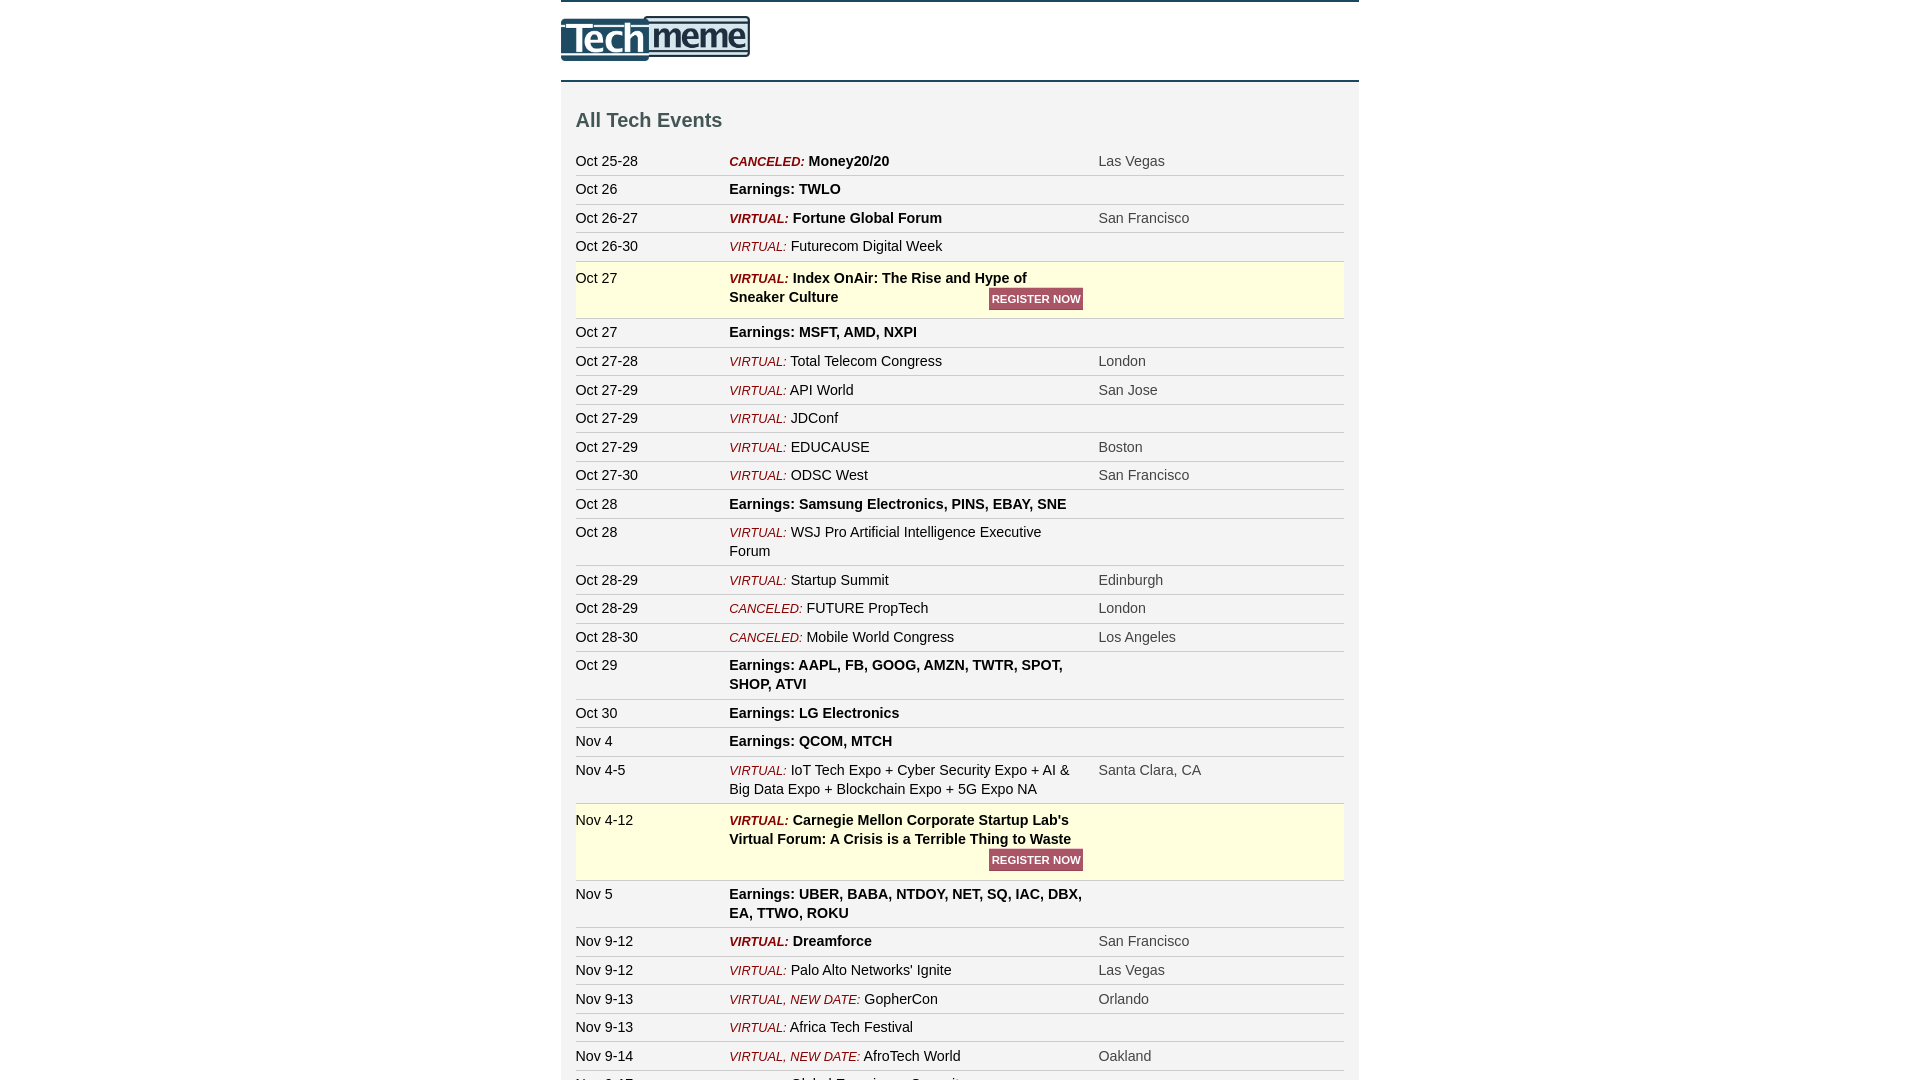 Techmeme
All Tech Events
Oct 25-28 CANCELED: Money20/20 Las Vegas
Oct 26 Earnings: TWLO
Oct 26-27 VIRTUAL: Fortune Global Forum San Francisco
Oct 26-30 VIRTUAL: Futurecom Digital Week
Oct 27 VIRTUAL: Index OnAir: The Rise and Hype of
Sneaker Culture REGISTER NOW
Oct 27 Earnings: MSFT, AMD, NXPI
Oct 27-28 VIRTUAL: Total Telecom Congress London
Oct 27-29 VIRTUAL: API World San Jose
Oct 27-29 VIRTUAL: JDConf
Oct 27-29 VIRTUAL: EDUCAUSE Boston
Oct 27-30 VIRTUAL: ODSC West San Francisco
Oct 28 Earnings: Samsung Electronics, PINS, EBAY, SNE
Oct 28 VIRTUAL: WSJ Pro Artificial Intelligence Executive
Forum
Oct 28-29 VIRTUAL: Startup Summit Edinburgh
Oct 28-29 CANCELED: FUTURE PropTech London
Oct 28-30 CANCELED: Mobile World Congress Los Angeles
Oct 29 Earnings: AAPL, FB, GOOG, AMZN, TWTR, SPOT,
SHOP, ATVI
Oct 30 Earnings: LG Electronics
Nov 4 Earnings: QCOM, MTCH
Nov 4-5 VIRTUAL: IoT Tech Expo + Cyber Security Expo + AI & Santa Clara, CA
Big Data Expo + Blockchain Expo + 5G Expo NA
Nov 4-12 VIRTUAL: Carnegie Mellon Corporate Startup Lab's
Virtual Forum: A Crisis is a Terrible Thing to Waste
REGISTER NOW
Nov 5 Earnings: UBER, BABA, NTDOY, NET, SQ, IAC, DBX,
EA, TTWO, ROKU
Nov 9-12 VIRTUAL: Dreamforce San Francisco
Nov 9-12 VIRTUAL: Palo Alto Networks' Ignite Las Vegas
Nov 9-13 VIRTUAL, NEW DATE: GopherCon Orlando
Nov 9-13 VIRTUAL: Africa Tech Festival
Nov 9-14 VIRTUAL, NEW DATE: AfroTech World Oakland